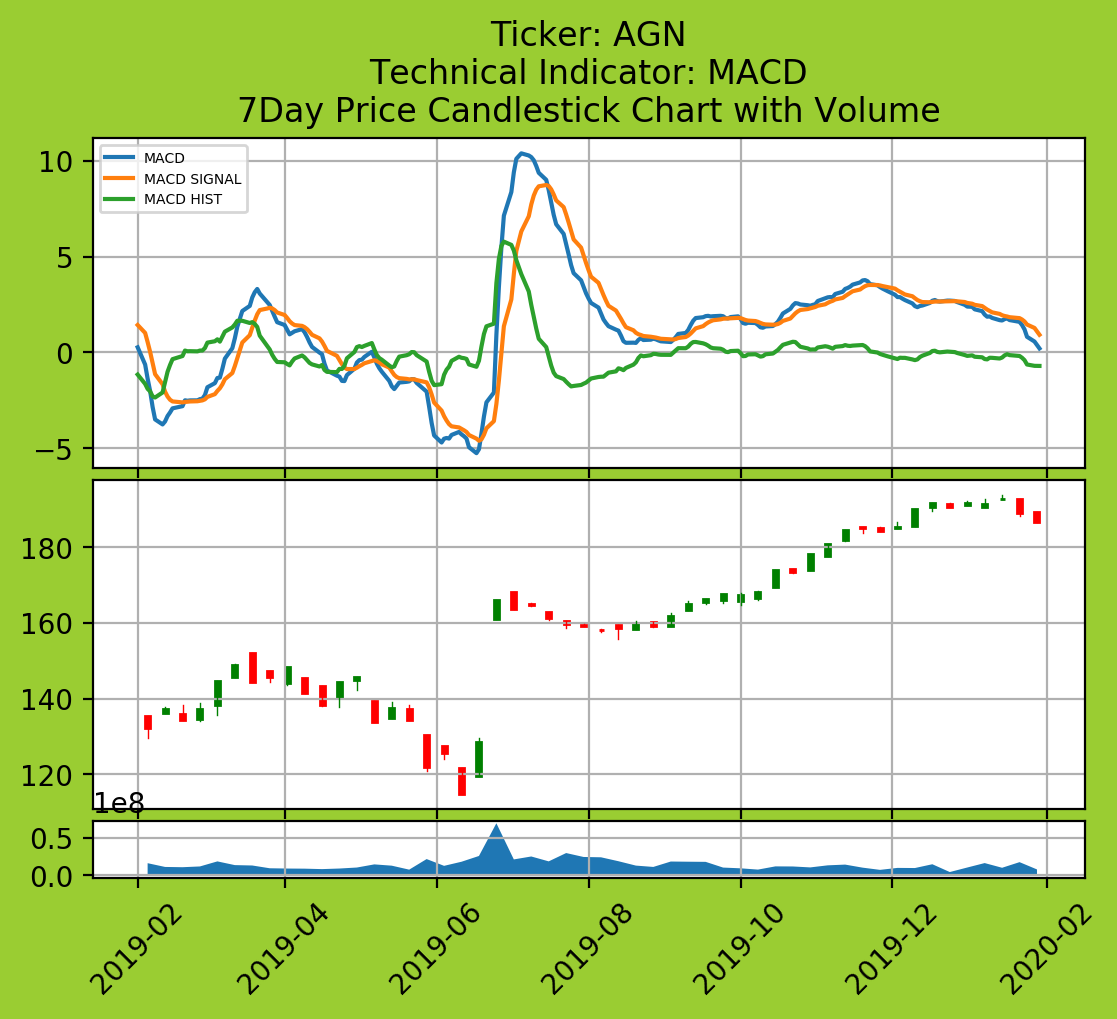 Ticker: AGN
Technical Indicator: MACD
7Day Price Candlestick Chart with Volume
MACD
MACD SIGNAL
MACD HIST
10
5
0
−5
180
160
140
120
1e8
0.5
0.0
2019-02
2019-04
2019-06
2019-08
2019-10
2019-12
2020-02